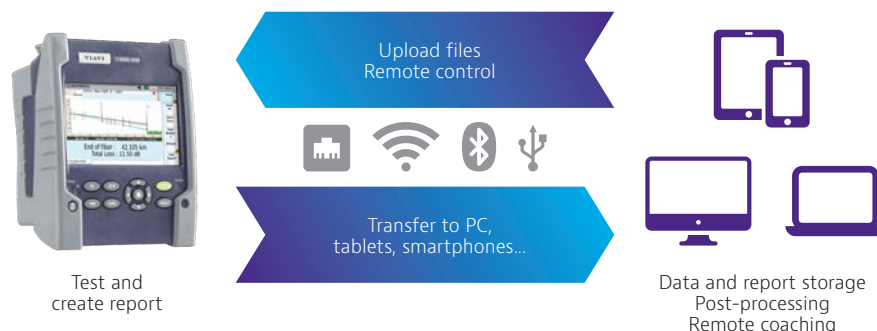 VIAVI
End of Fiber : 42.105 km
Total Loss : 11.50 dB
Test and
create report
Upload files
Remote control
Transfer to PC,
tablets, smartphones...
Data and report storage
Post-processing
Remote coaching